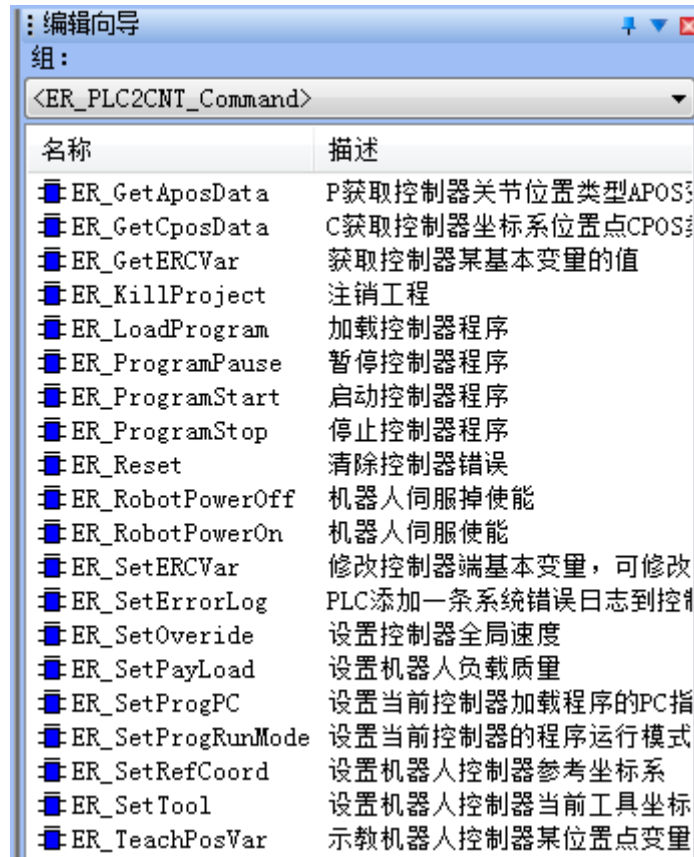 编辑向导
组：
<ER_PLC2CNT_Command>
名称 描述
ER_GetAposData P获取控制器关节位置类型APOS
ER_GetCposData C获取控制器坐标系位置点CPOS
ER_GetERCVar 获取控制器某基本变量的值
ER_KillProject 注销工程
ER_LoadProgram 加载控制器程序
ER_ProgramPause 暂停控制器程序
ER_ProgramStart 启动控制器程序
ER_ProgramStop 停止控制器程序
ER_Reset 清除控制器错误
ER_RobotPowerOff 机器人伺服掉使能
ER_RobotPowerOn 机器人伺服使能
ER_SetERCVar 修改控制器端基本变量，可修改
ER_SetErrorLog PLC添加一条系统错误日志到控
ER_SetOveride 设置控制器全局速度
ER_SetPayLoad 设置机器人负载质量
ER_SetProgPC 设置当前控制器加载程序的PC指
ER_SetProgRunMode 设置当前控制器的程序运行模式
ER_SetRefCoord 设置机器人控制器参考坐标系
ER_SetTool 设置机器人控制器当前工具坐标
ER_TeachPosVar 示教机器人控制器某位置点变量